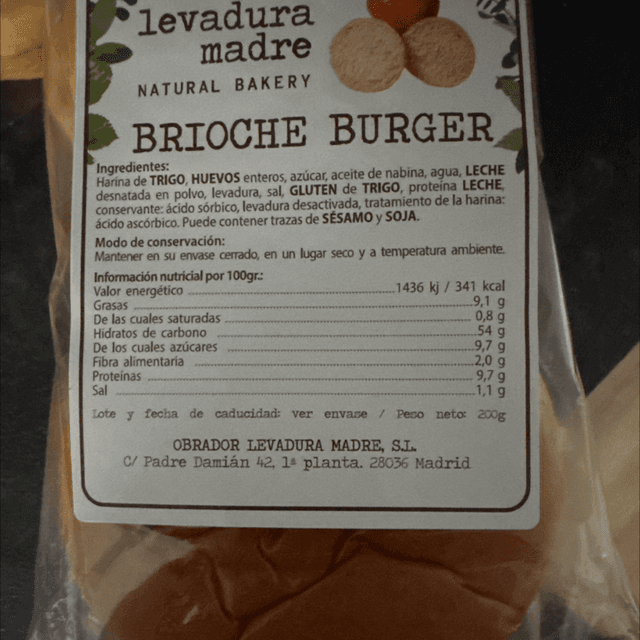 levadura
madre
NATURAL BAKERY
BRIOCHE BURGER
Ingredientes:
Harina de TRIGO, HUEVOS enteros, azúcar, aceite de nabina, agua, LECHE
desnatada en polvo, levadura, sal, GLUTEN de TRIGO, proteína LECHE,
conservante: ácido sórbico, levadura desactivada, tratamiento de la harina:
ácido ascórbico. Puede contener trazas de SÉSAMO y SOJA.
Modo de conservación:
Mantener en su envase cerrado, en un lugar seco y a temperatura ambiente.
Información nutricial por 100gr.:
Valor energético 1436 kj / 341 kcal
Grasas 9,1 g
De las cuales saturadas 0,8 g
Hidratos de carbono 54 g
De los cuales azúcares 9,7 g
Fibra alimentaria 2,0 g
Proteínas 9,7 g
Sal 1,1 g
Lote y fecha de caducidad: ver envase / Peso neto: 200g
OBRADOR LEVADURA MADRE, S.L.
C/ Padre Damián 42, 1ª planta. 28036 Madrid